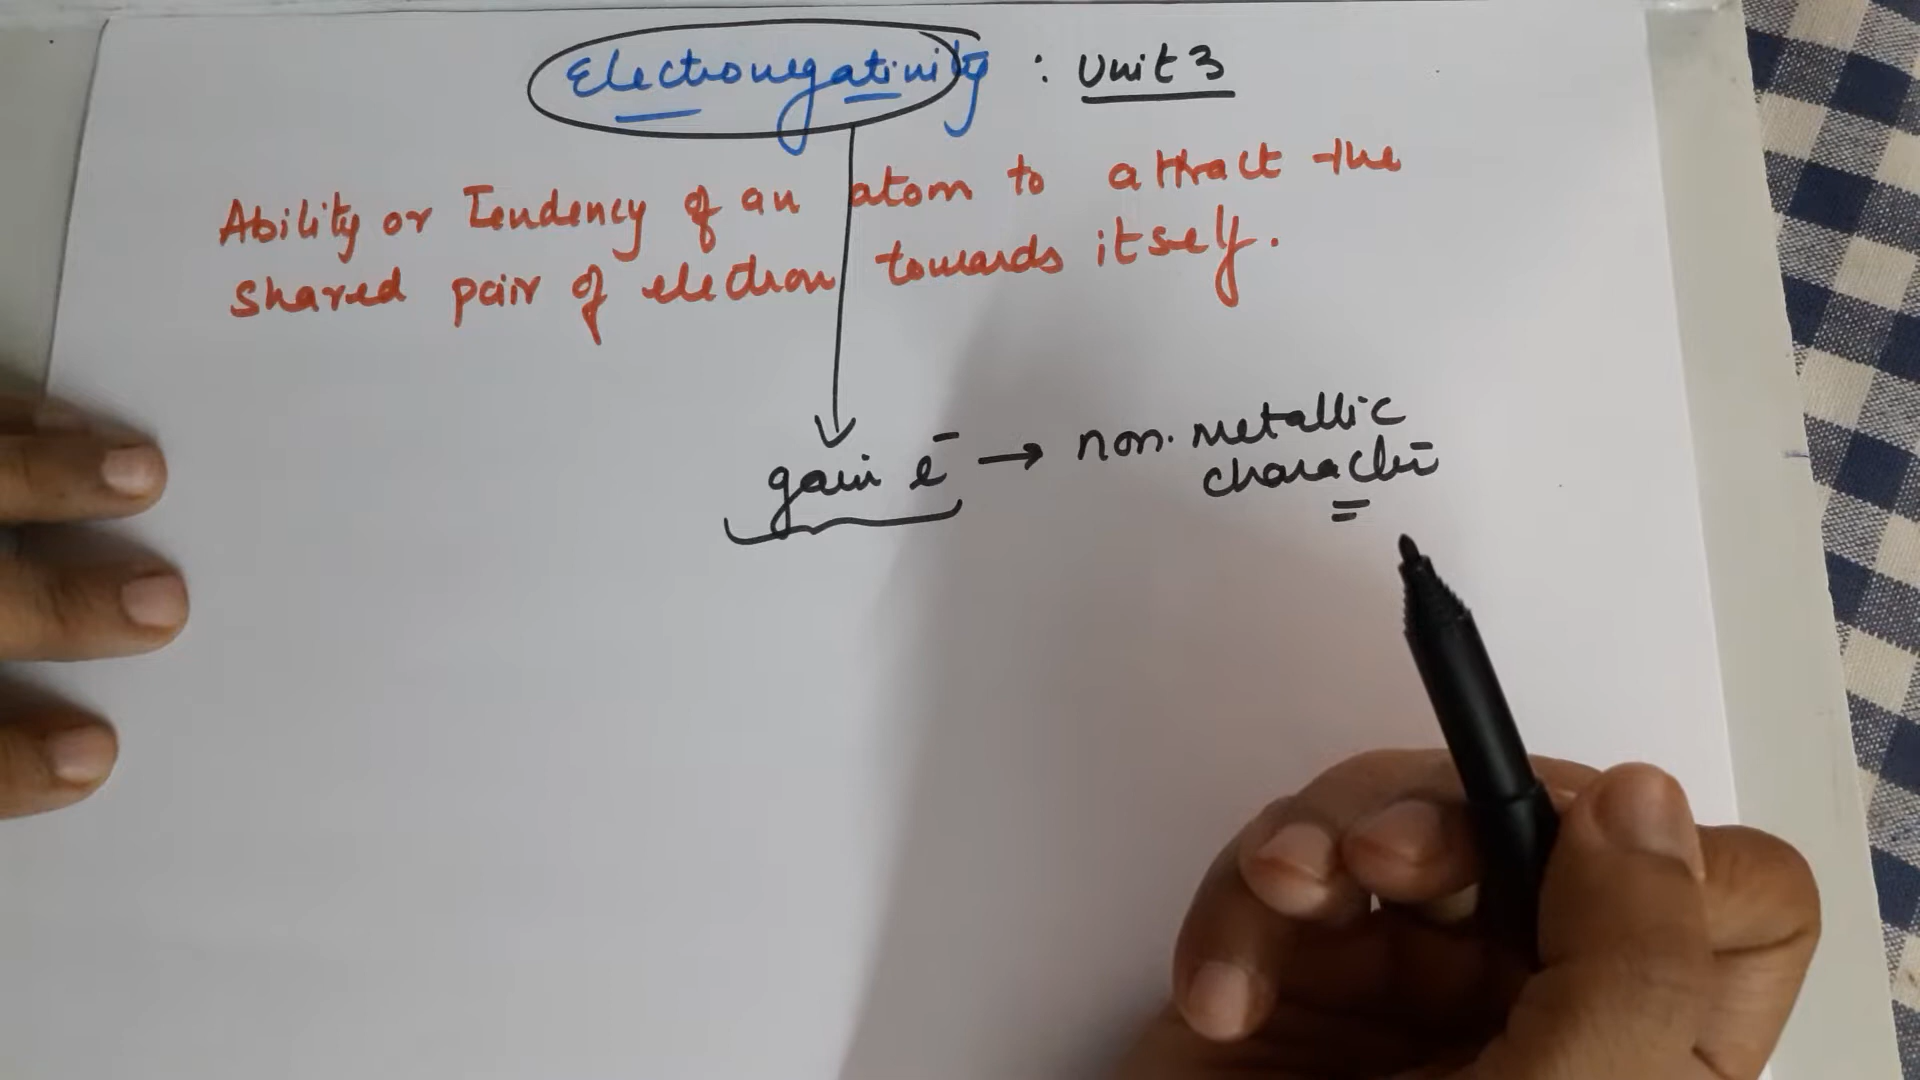 Electronegativity : Unit 3
Ability or Tendency of an atom to attract the
shared pair of electron towards itself.
gain e⁻ → non-metallic
character